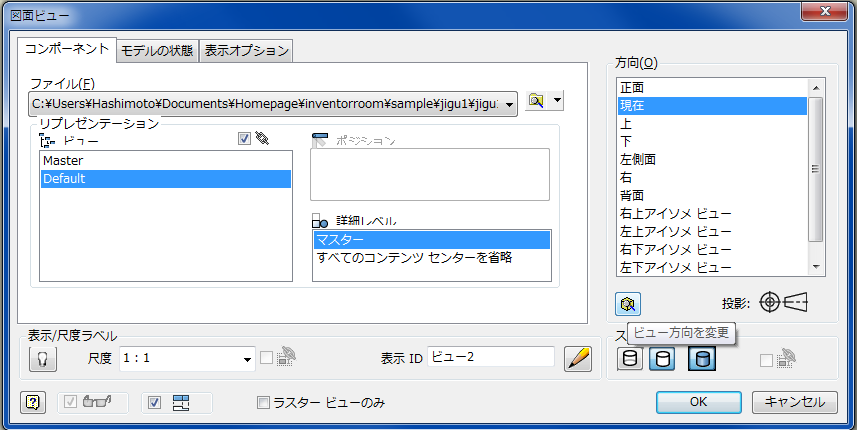 図面ビュー
コンポーネント モデルの状態 表示オプション
ファイル(F)
C:¥Users¥Hashimoto¥Documents¥Homepage¥inventorroom¥sample¥jigu1¥jigu
リプレゼンテーション
ビュー
Master
Default
ポジション
詳細レベル
マスター
すべてのコンテンツ センターを省略
方向(O)
正面
現在
上
下
左側面
右
背面
右上アイソメ ビュー
左上アイソメ ビュー
右下アイソメ ビュー
左下アイソメ ビュー
投影:
ビュー方向を変更
表示/尺度ラベル
尺度 1 : 1
表示 ID ビュー2
ス
ラスター ビューのみ
OK
キャンセル